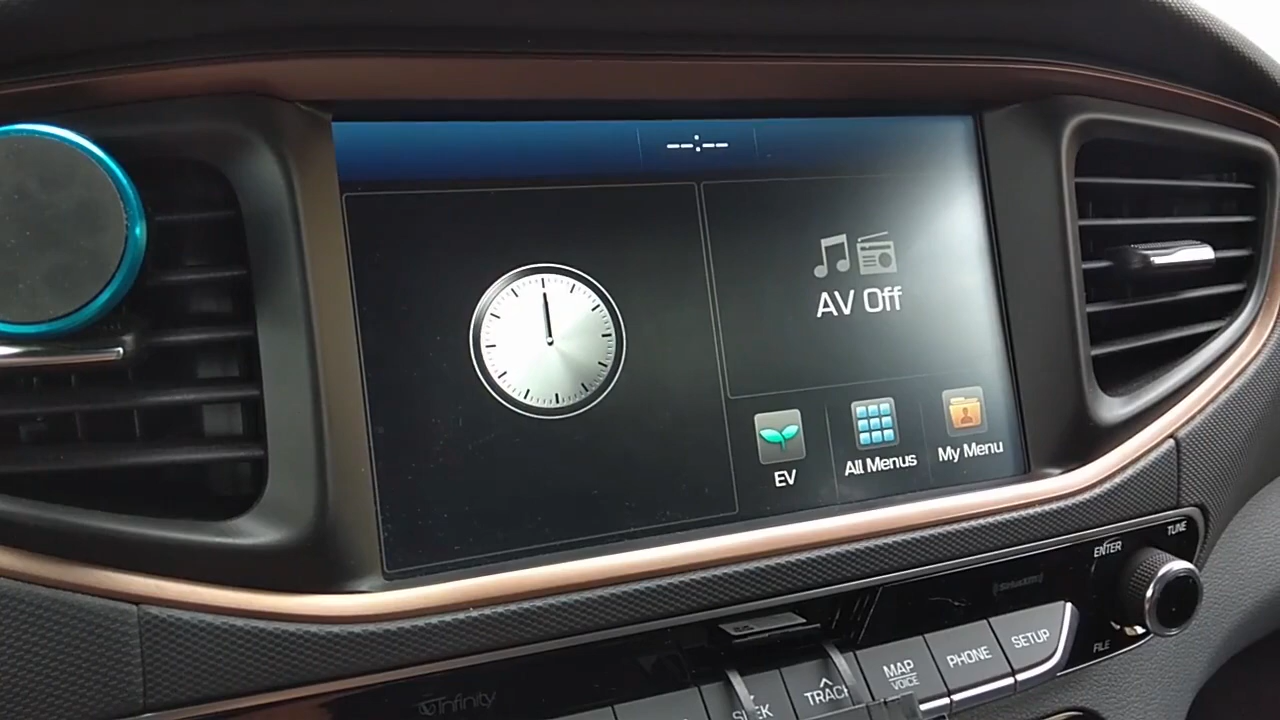 --:--
AV Off
EV
All Menus
My Menu
TUNE
ENTER
SiriusXM
FILE
SETUP
PHONE
MAP
VOICE
TRACK
SEEK
Infinity